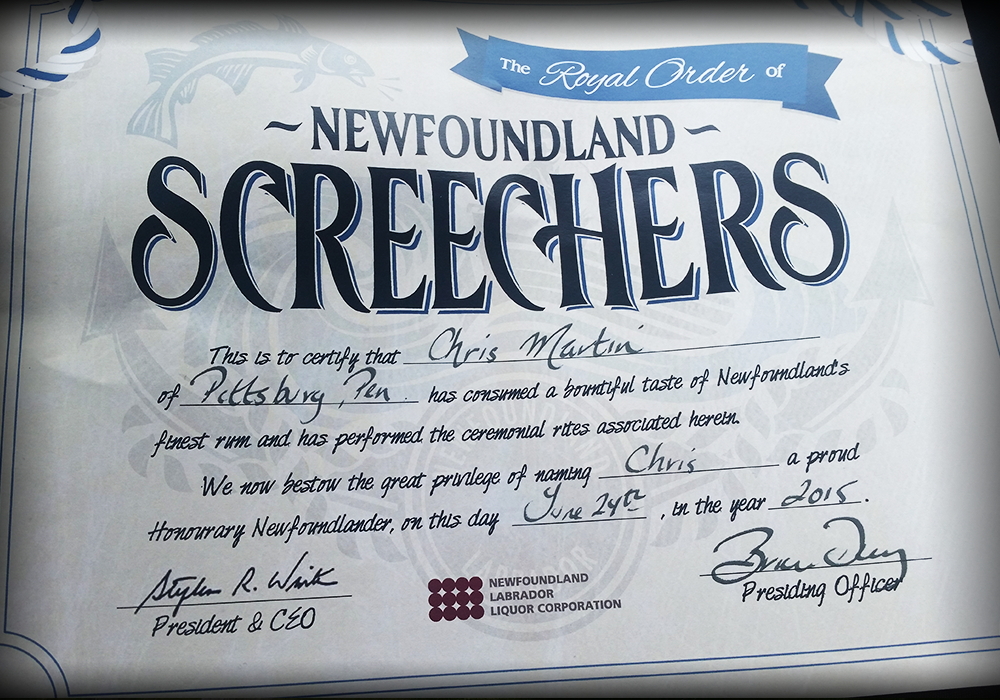 The Royal Order of
~ NEWFOUNDLAND ~
SCREECHERS
This is to certify that Chris Martin
of Pittsburg, Pen. has consumed a bountiful taste of Newfoundland's
finest rum and has performed the ceremonial rites associated herein.
We now bestow the great privilege of naming Chris a proud
Honourary Newfoundlander, on this day June 24th, in the year 2015.
President & CEO
NEWFOUNDLAND
LABRADOR
LIQUOR CORPORATION
Presiding Officer